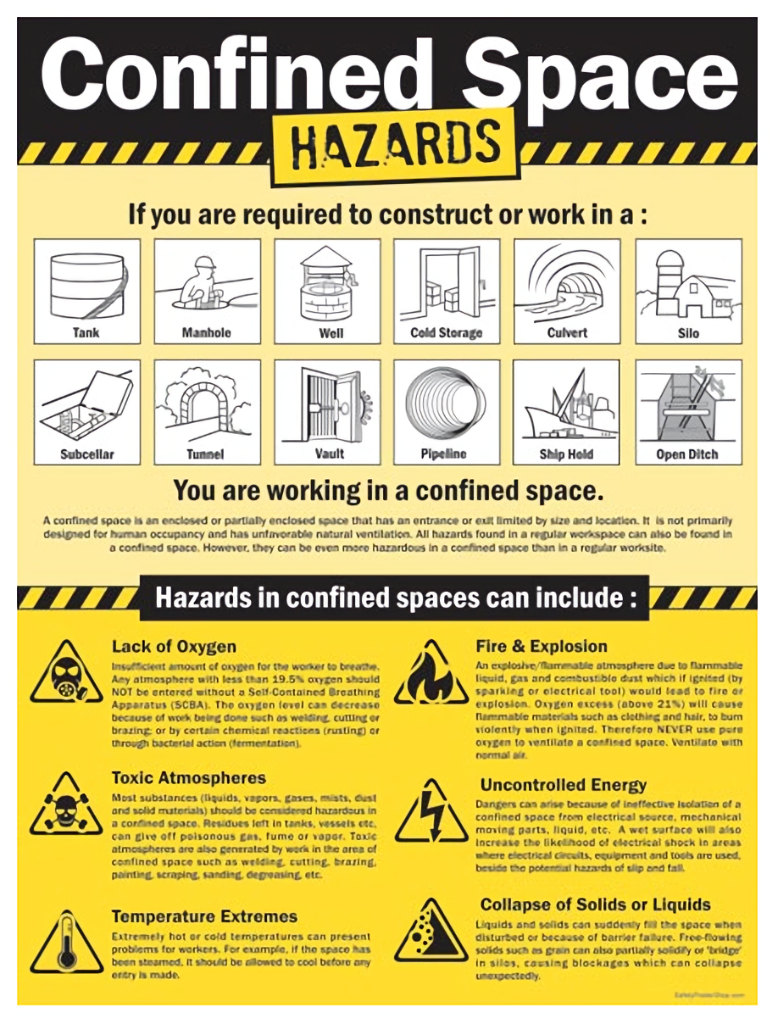 Confined Space
HAZARDS
If you are required to construct or work in a :
Tank
Manhole
Well
Cold Storage
Culvert
Silo
Subcellar
Tunnel
Vault
Pipeline
Ship Hold
Open Ditch
You are working in a confined space.
A confined space is an enclosed or partially enclosed space that has an entrance or exit limited by size and location. It is not primarily
designed for human occupancy and has unfavorable natural ventilation. All hazards found in a regular workspace can also be found in
a confined space. However, they can be even more hazardous in a confined space than in a regular worksite.
Hazards in confined spaces can include :
Lack of Oxygen
Insufficient amount of oxygen for the worker to breathe.
Any atmosphere with less than 19.5% oxygen should
NOT be entered without a Self-Contained Breathing
Apparatus (SCBA). The oxygen level can decrease
because of work being done such as welding, cutting or
brazing; or by certain chemical reactions (rusting) or
through bacterial action (fermentation).
Toxic Atmospheres
Most substances (liquids, vapors, gases, mists, dust
and solid materials) should be considered hazardous in
a confined space. Residues left in tanks, vessels etc,
can give off poisonous gas, fume or vapor. Toxic
atmospheres are also generated by work in the area of
confined space such as welding, cutting, brazing,
painting, scraping, sanding, degreasing, etc.
Temperature Extremes
Extremely hot or cold temperatures can present
problems for workers. For example, if the space has
been steamed, it should be allowed to cool before any
entry is made.
Fire & Explosion
An explosive/flammable atmosphere due to flammable
liquid, gas and combustible dust which if ignited (by
sparking or electrical tool) would lead to fire or
explosion. Oxygen excess (above 21%) will cause
flammable materials such as clothing and hair, to burn
violently when ignited. Therefore NEVER use pure
oxygen to ventilate a confined space. Ventilate with
normal air.
Uncontrolled Energy
Dangers can arise because of ineffective isolation of a
confined space from electrical source, mechanical
moving parts, liquid, etc. A wet surface will also
increase the likelihood of electrical shock in areas
where electrical circuits, equipment and tools are used,
beside the potential hazards of slip and fall.
Collapse of Solids or Liquids
Liquids and solids can suddenly fill the space when
disturbed or because of barrier failure. Free-flowing
solids such as grain can also partially solidify or 'bridge'
in silos, causing blockages which can collapse
unexpectedly.